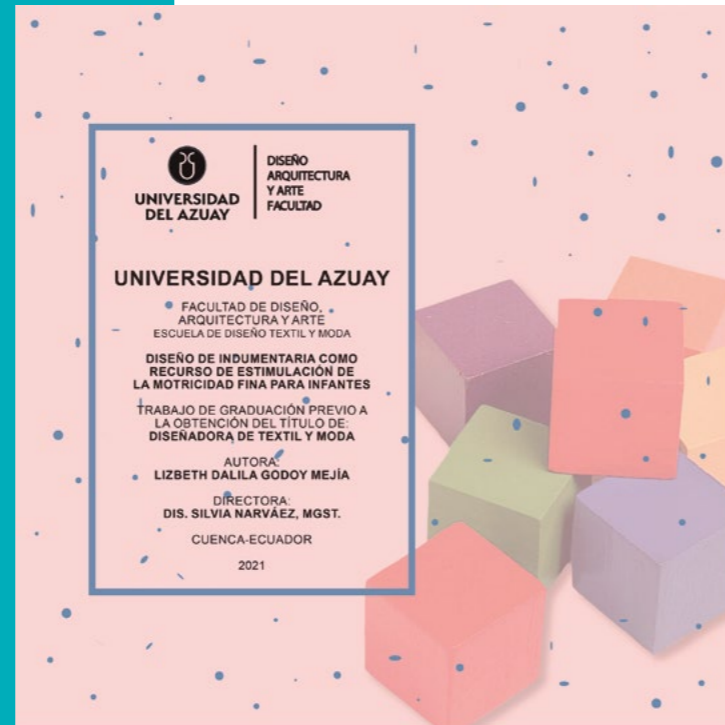 UNIVERSIDAD
DEL AZUAY
DISEÑO
ARQUITECTURA
Y ARTE
FACULTAD
UNIVERSIDAD DEL AZUAY
FACULTAD DE DISEÑO,
ARQUITECTURA Y ARTE
ESCUELA DE DISEÑO TEXTIL Y MODA
DISEÑO DE INDUMENTARIA COMO
RECURSO DE ESTIMULACIÓN DE
LA MOTRICIDAD FINA PARA INFANTES
TRABAJO DE GRADUACIÓN PREVIO A
LA OBTENCIÓN DEL TÍTULO DE:
DISEÑADORA DE TEXTIL Y MODA
AUTORA:
LIZBETH DALILA GODOY MEJÍA
DIRECTORA:
DIS. SILVIA NARVÁEZ, MGST.
CUENCA-ECUADOR
2021